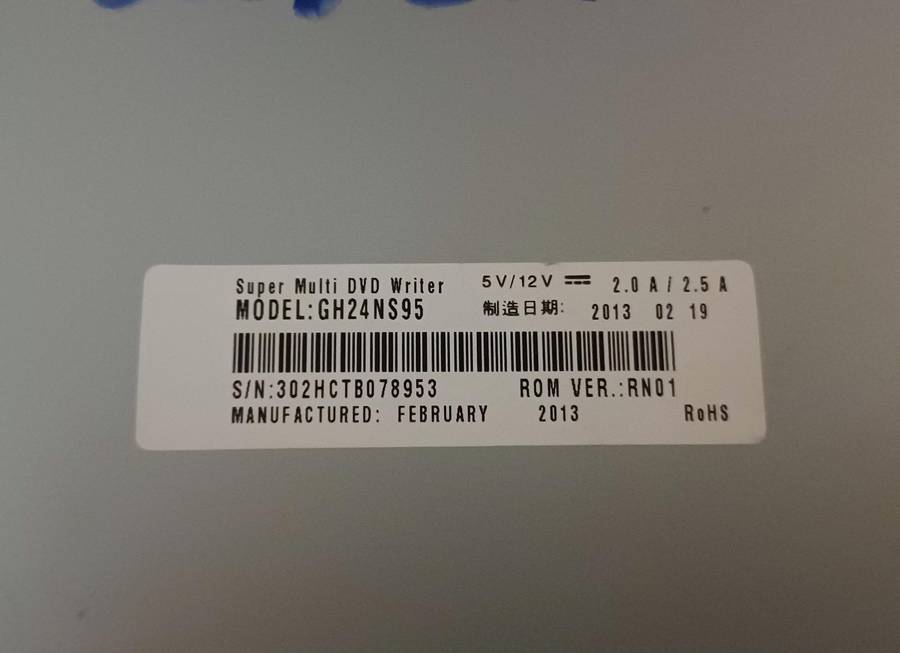 Super Multi DVD Writer 5V/12V ⎓ 2.0 A / 2.5 A
MODEL:GH24NS95 制造日期: 2013 02 19
S/N:302HCTB078953 ROM VER.:RN01
MANUFACTURED: FEBRUARY 2013 RoHS